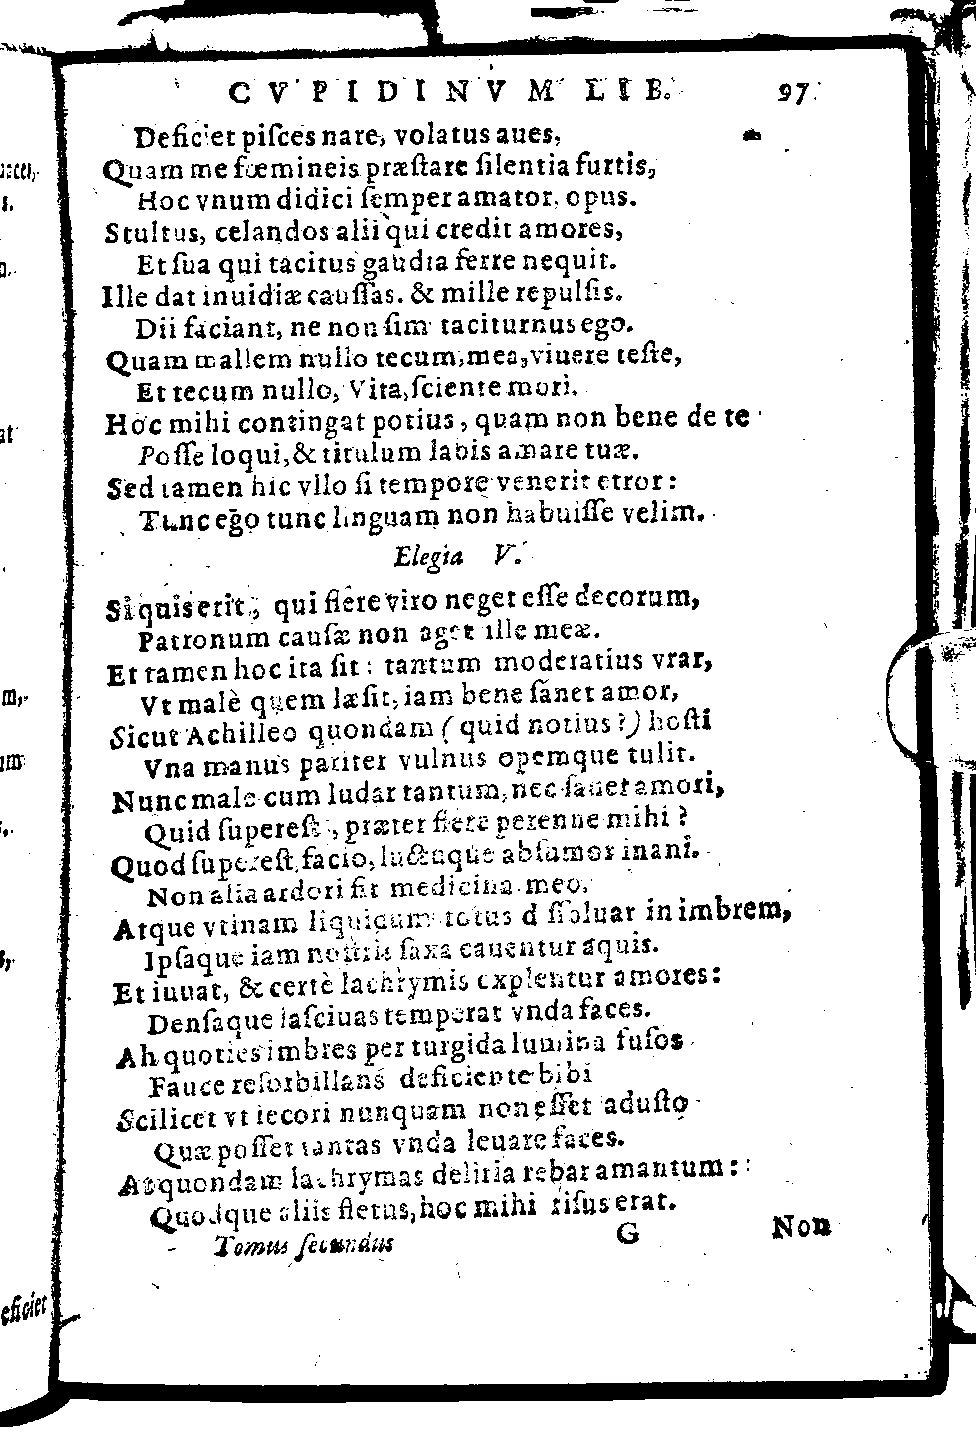 CVPIDINVM LIB. 97
Deficiet piſces nare, volatus aues,
Quam me fœmineis præſtare ſilentia furtis,
Hoc vnum didici ſemper amator, opus.
Stultus, celandos alii qui credit amores,
Et ſua qui tacitus gaudia ferre nequit.
Ille dat inuidiæ cauſſas. & mille repulſis.
Dii faciant, ne non ſim taciturnus ego.
Quam mallem nullo tecum, mea, viuere teſte,
Et tecum nullo, Vita, ſciente mori.
Hoc mihi contingat potius, quam non bene de te
Poſſe loqui, & titulum labis amare tuæ.
Sed tamen hic vllo ſi tempore venerit error:
Tunc ego tunc linguam non habuiſſe velim.
Elegia V.
Si quis erit, qui flere viro neget eſſe decorum,
Patronum cauſæ non aget ille meæ.
Et tamen hoc ita ſit: tantum moderatius vrar,
Vt malè quem læſit, iam bene ſanet amor,
Sicut Achilleo quondam (quid notius?) hoſti
Vna manus pariter vulnus opemque tulit.
Nunc male cum ludar tantum, nec fauet amori,
Quid ſupereſt, præter flere perenne mihi?
Quod ſupereſt, facio, luctuque abſumor inani.
Non alia ardori fit medicina meo.
Atque vtinam liquidum totus diſſoluar in imbrem,
Ipſaque iam noſtris ſaxa cauentur aquis.
Et iuuat, & certè lachrymis explentur amores:
Denſaque laſciuas temperat vnda faces.
Ah quoties imbres per turgida lumina fuſos
Fauce reſorbillans deficiente bibi
Scilicet vt iecori nunquam non eſſet aduſto
Quæ poſſet tantas vnda leuare faces.
At quondam lachrymas deliria rebar amantum:
Quodque aliis fletus, hoc mihi riſus erat.
Tomus ſecundus G Non
eficiet